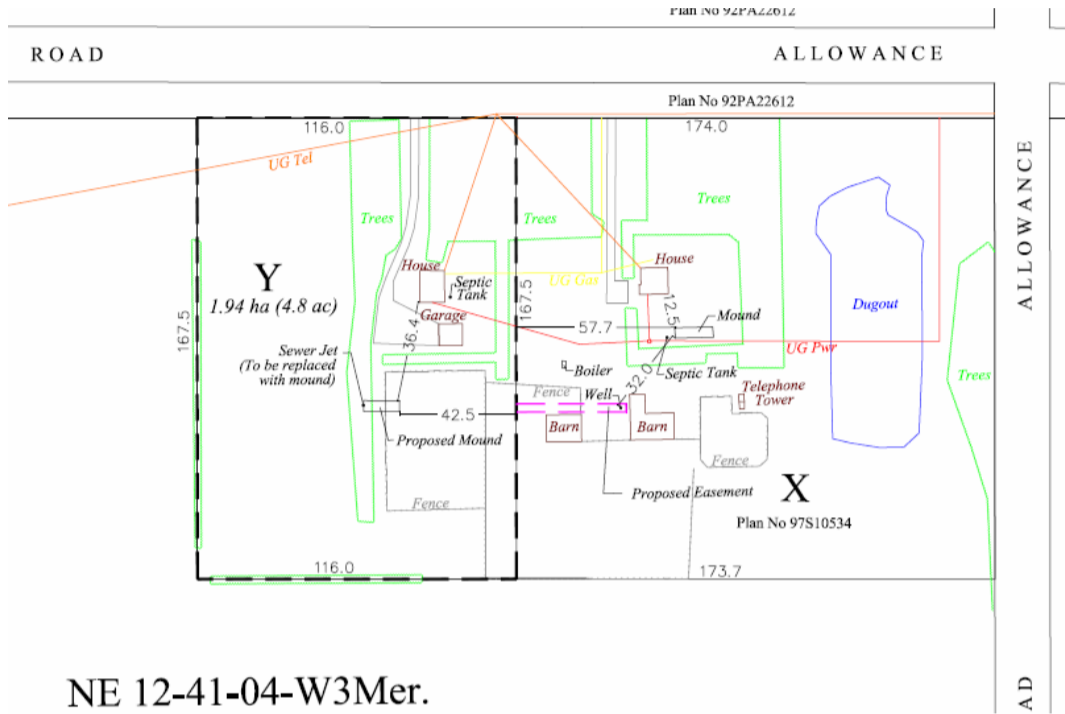 Plan No 92PA22612
ROAD
ALLOWANCE
Plan No 92PA22612
116.0
174.0
UG Tel
ALLOWANCE
Trees
Trees
Trees
House
House
Y
1.94 ha (4.8 ac)
Septic
Tank
UG Gas
167.5
167.5
Dugout
Garage
12.5
Mound
36.4
57.7
UG Pwr
Sewer Jet
(To be replaced
with mound)
Boiler
32.0
Septic Tank
Trees
Fence
Well
Telephone
Tower
42.5
Proposed Mound
Barn
Barn
Fence
Fence
Proposed Easement
X
Plan No 97S10534
116.0
173.7
NE 12-41-04-W3Mer.
AD